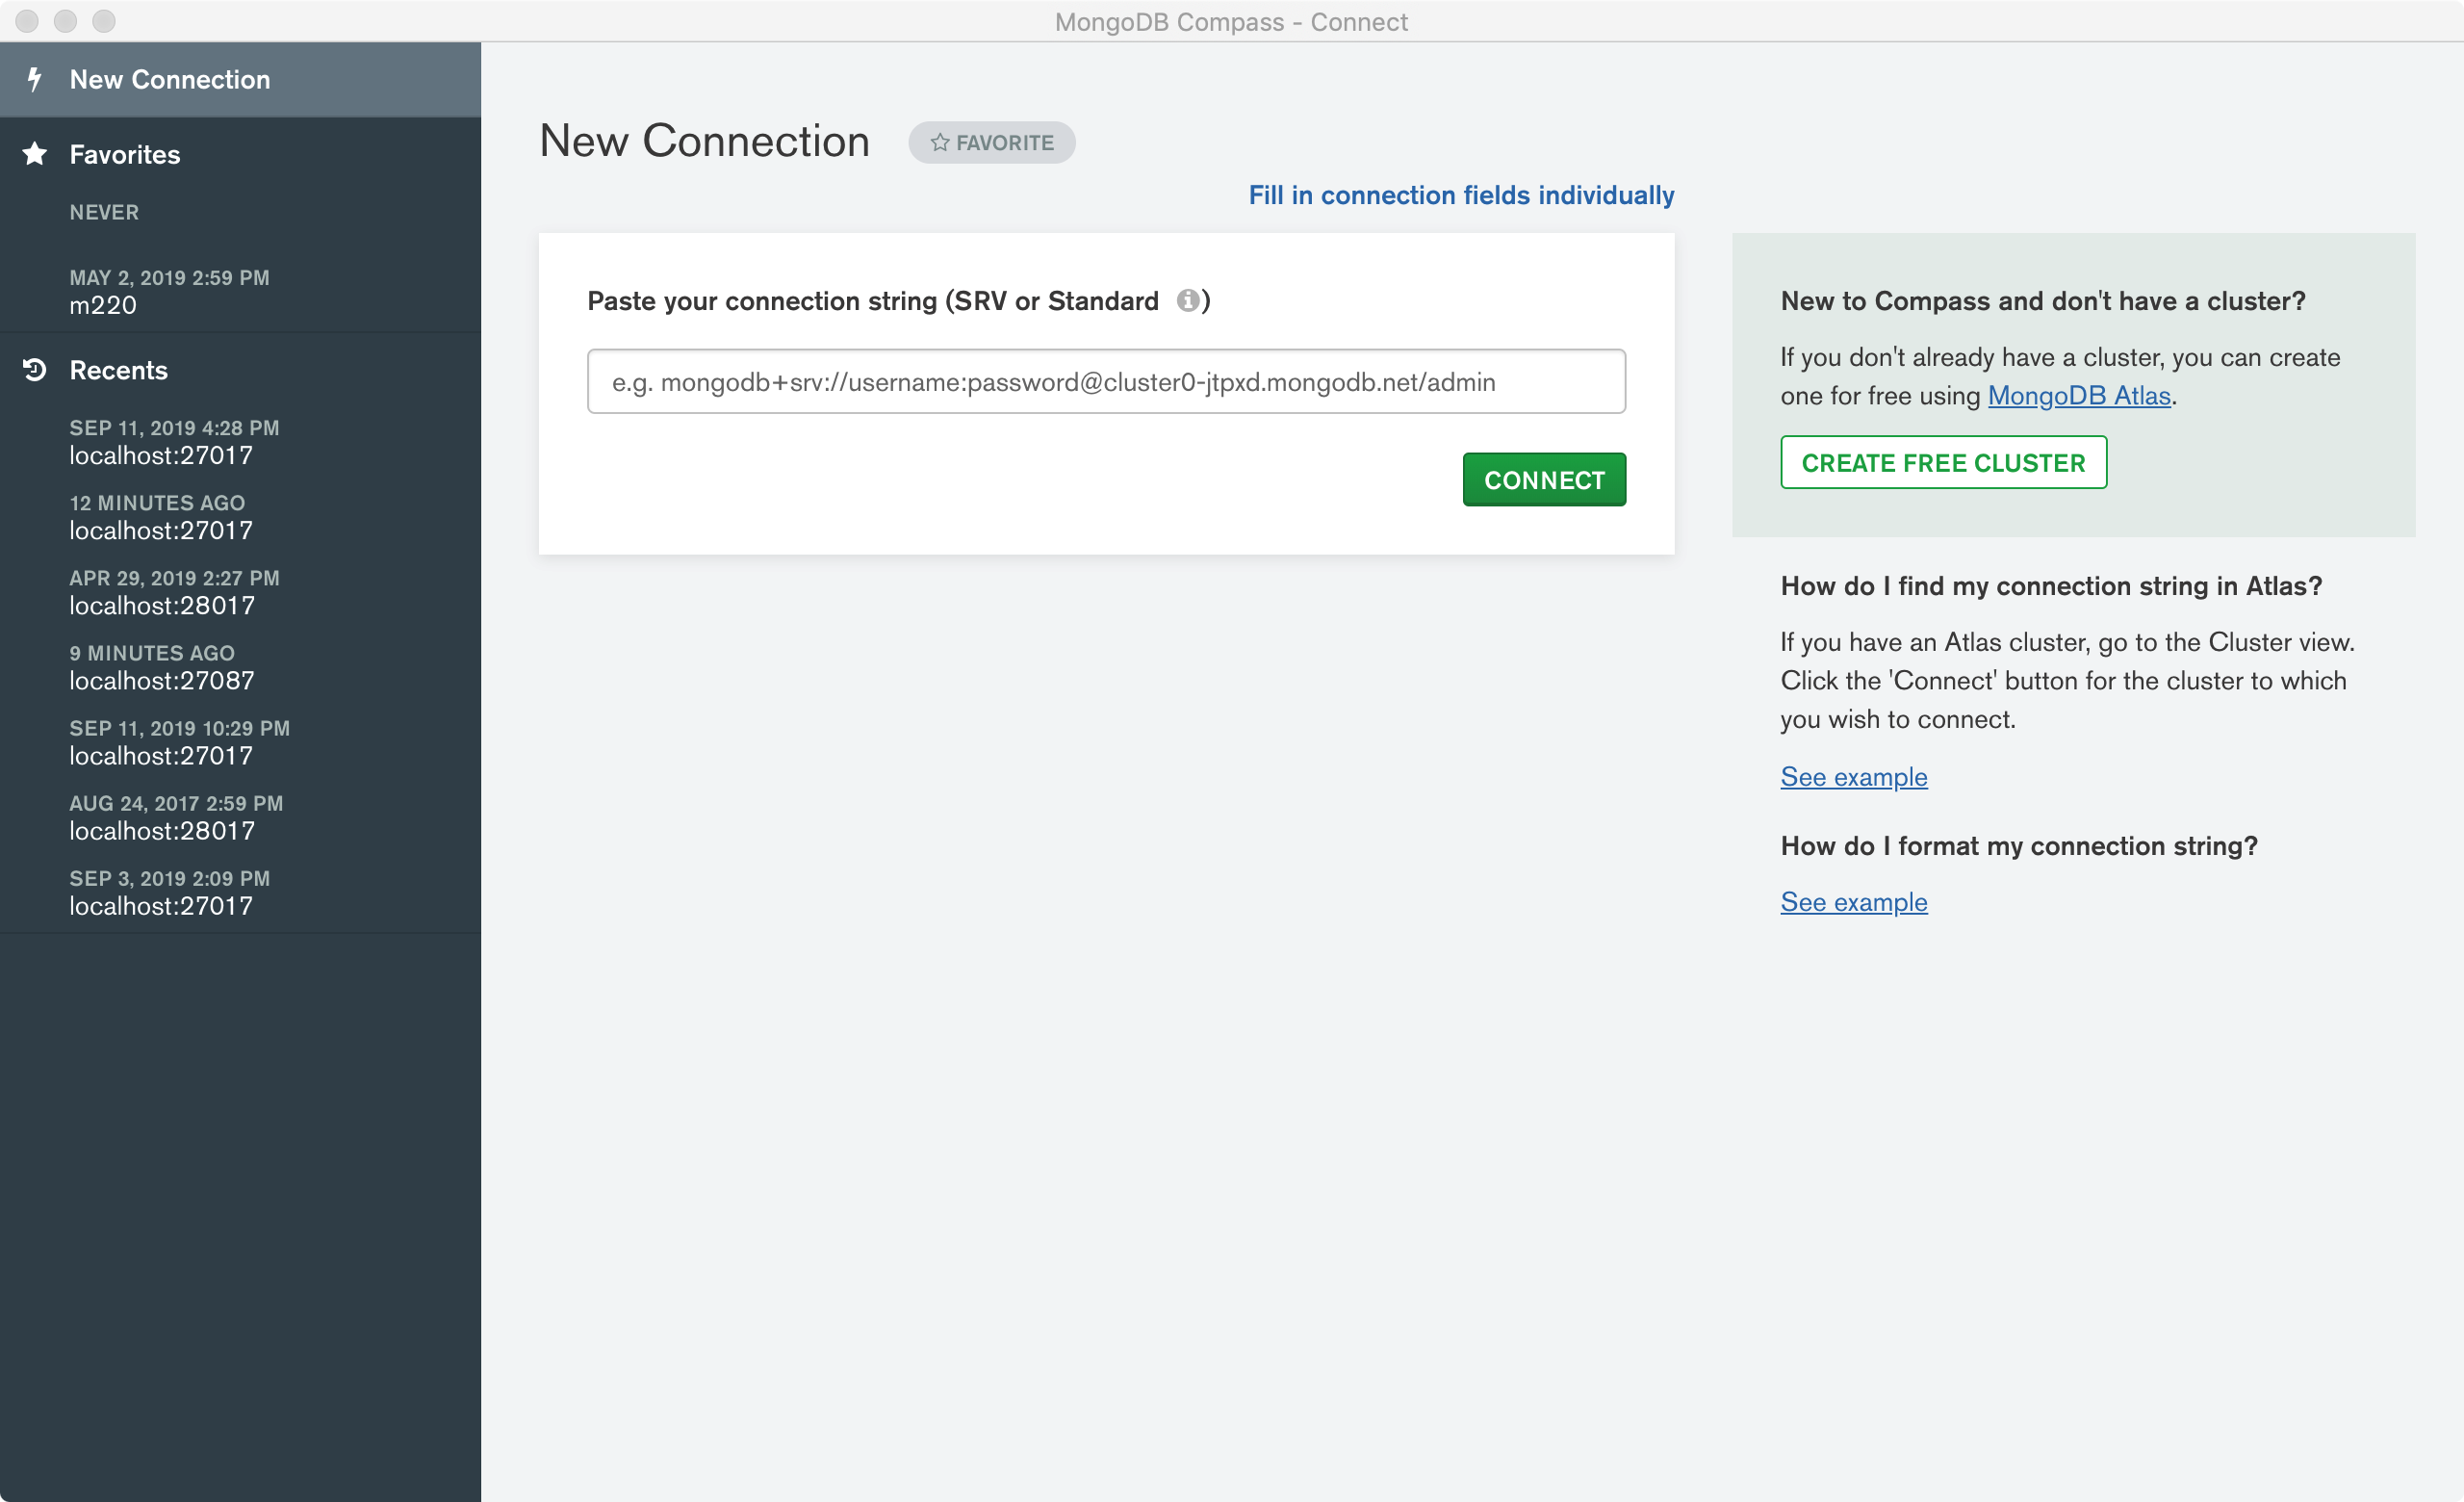 MongoDB Compass - Connect
New Connection
Favorites
NEVER
MAY 2, 2019 2:59 PM
m220
Recents
SEP 11, 2019 4:28 PM
localhost:27017
12 MINUTES AGO
localhost:27017
APR 29, 2019 2:27 PM
localhost:28017
9 MINUTES AGO
localhost:27087
SEP 11, 2019 10:29 PM
localhost:27017
AUG 24, 2017 2:59 PM
localhost:28017
SEP 3, 2019 2:09 PM
localhost:27017
New Connection
FAVORITE
Fill in connection fields individually
Paste your connection string (SRV or Standard )
e.g. mongodb+srv://username:password@cluster0-jtpxd.mongodb.net/admin
CONNECT
New to Compass and don't have a cluster?
If you don't already have a cluster, you can create
one for free using MongoDB Atlas.
CREATE FREE CLUSTER
How do I find my connection string in Atlas?
If you have an Atlas cluster, go to the Cluster view.
Click the 'Connect' button for the cluster to which
you wish to connect.
See example
How do I format my connection string?
See example